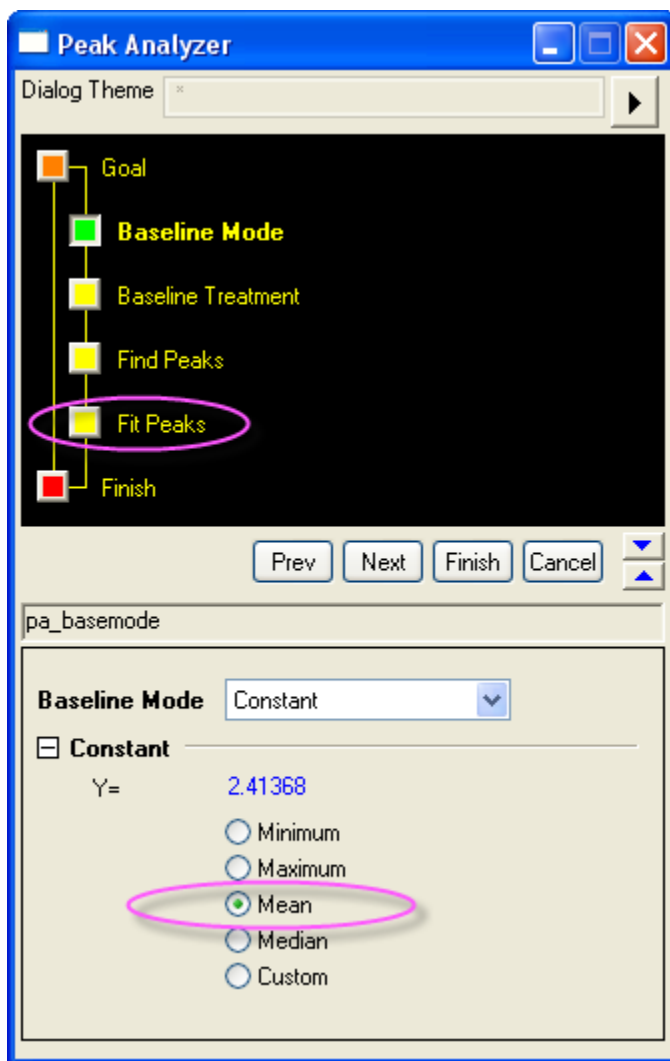 Peak Analyzer
Dialog Theme *
Goal
Baseline Mode
Baseline Treatment
Find Peaks
Fit Peaks
Finish
Prev Next Finish Cancel
pa_basemode
Baseline Mode Constant
Constant
Y= 2.41368
Minimum
Maximum
Mean
Median
Custom